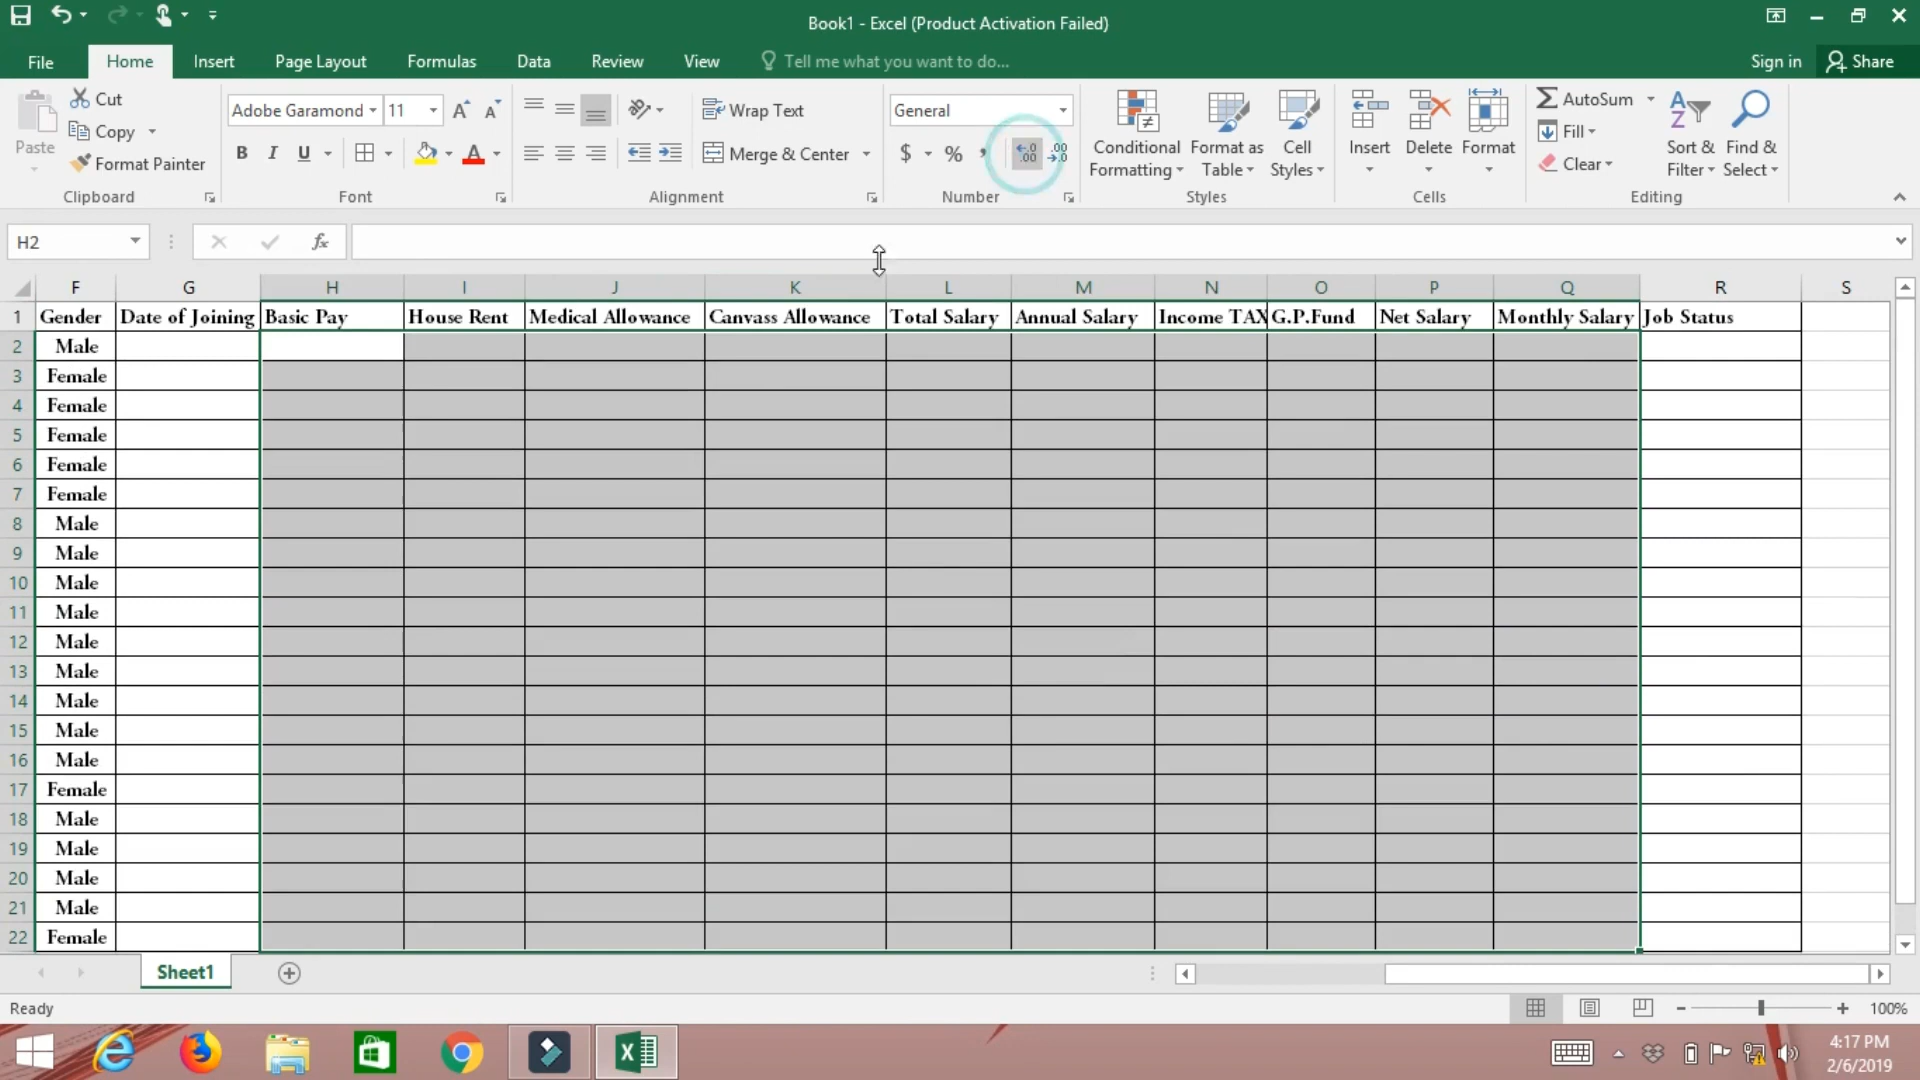 Book1 - Excel (Product Activation Failed)
File Home Insert Page Layout Formulas Data Review View Tell me what you want to do... Sign in Share
Paste
Cut
Copy
Format Painter
Clipboard
Adobe Garamond 11
B I U
Font
Wrap Text
Merge & Center
Alignment
General
$ % ,
Number
Conditional Formatting
Format as Table
Cell Styles
Styles
Insert
Delete
Format
Cells
AutoSum
Fill
Clear
Sort & Filter
Find & Select
Editing
H2 fx
F G H I J K L M N O P Q R S
1 Gender Date of Joining Basic Pay House Rent Medical Allowance Canvass Allowance Total Salary Annual Salary Income TAX G.P.Fund Net Salary Monthly Salary Job Status
2 Male
3 Female
4 Female
5 Female
6 Female
7 Female
8 Male
9 Male
10 Male
11 Male
12 Male
13 Male
14 Male
15 Male
16 Male
17 Female
18 Male
19 Male
20 Male
21 Male
22 Female
Sheet1
Ready 100%
4:17 PM
2/6/2019